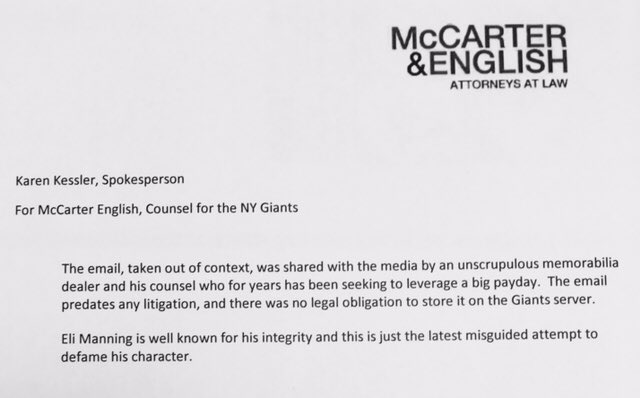 McCARTER
&ENGLISH
ATTORNEYS AT LAW
Karen Kessler, Spokesperson
For McCarter English, Counsel for the NY Giants
The email, taken out of context, was shared with the media by an unscrupulous memorabilia
dealer and his counsel who for years has been seeking to leverage a big payday. The email
predates any litigation, and there was no legal obligation to store it on the Giants server.
Eli Manning is well known for his integrity and this is just the latest misguided attempt to
defame his character.